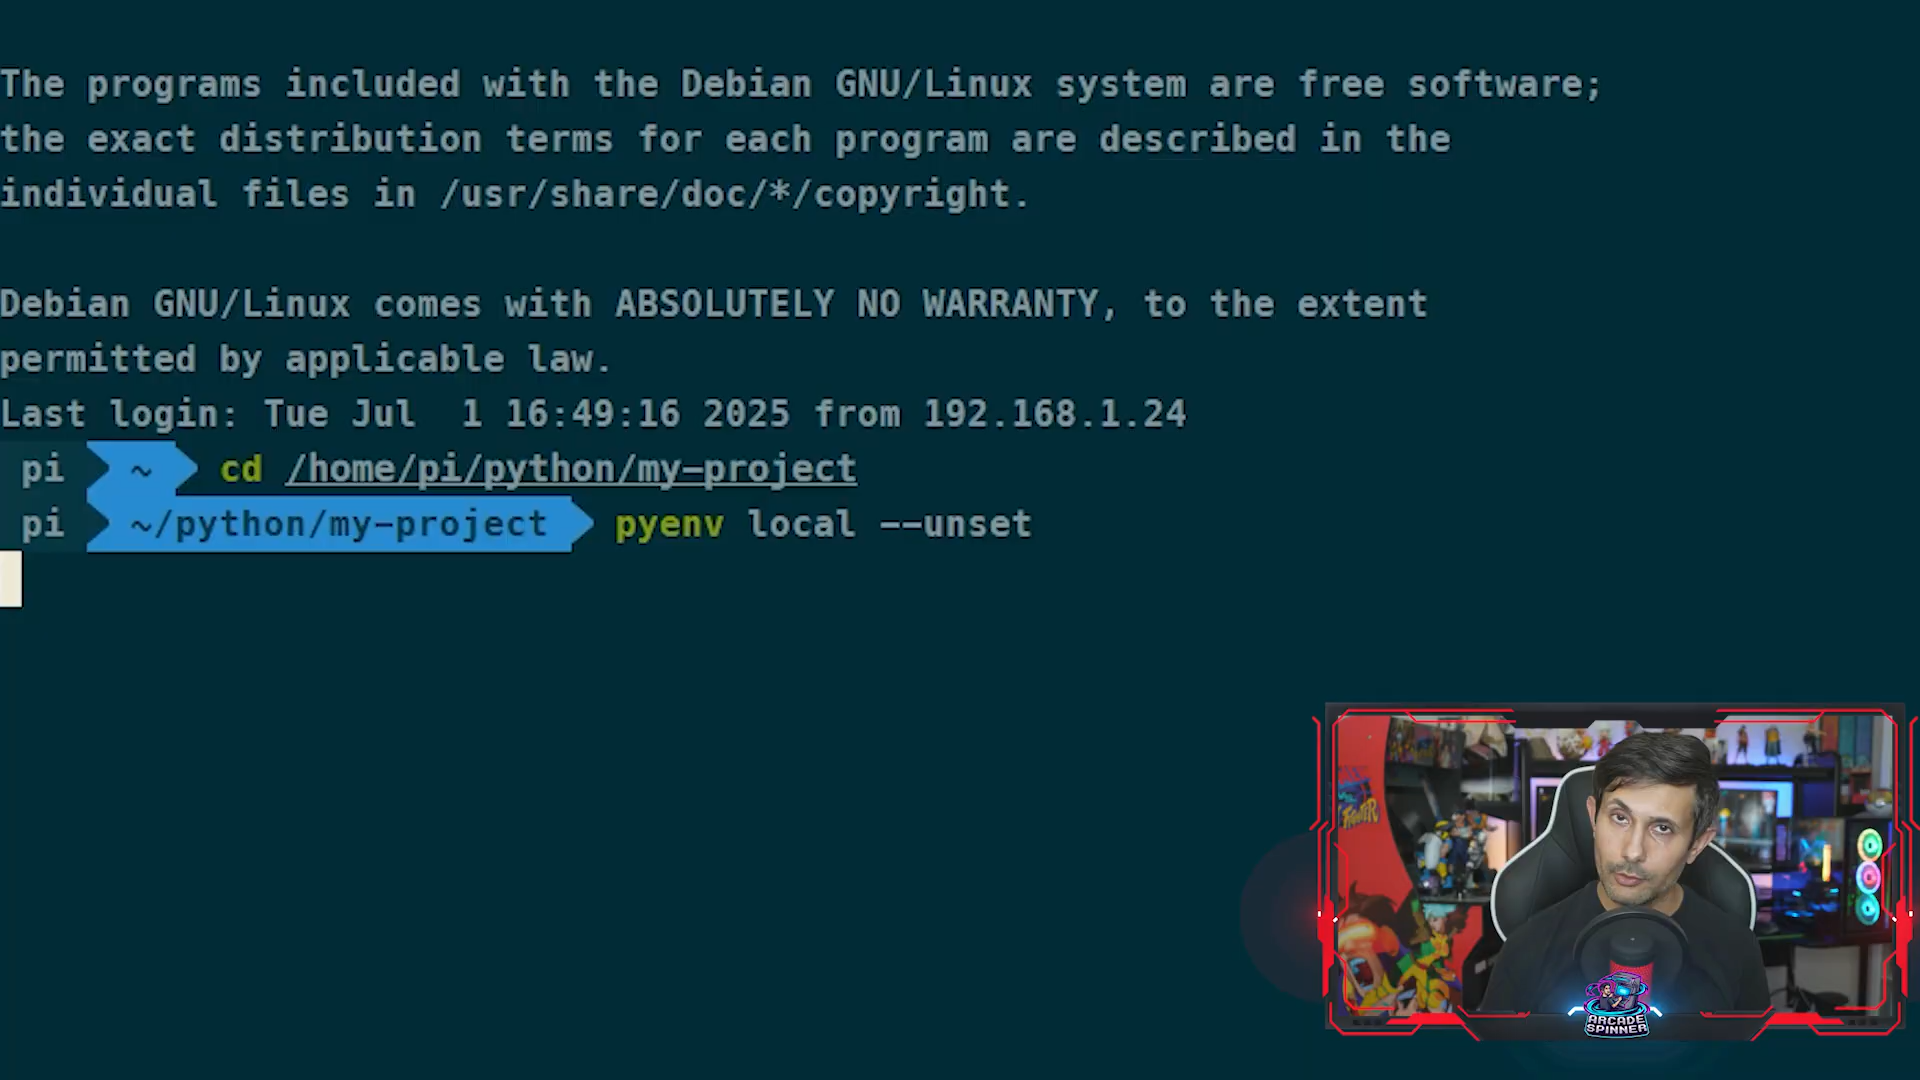 The programs included with the Debian GNU/Linux system are free software;
the exact distribution terms for each program are described in the
individual files in /usr/share/doc/*/copyright.
Debian GNU/Linux comes with ABSOLUTELY NO WARRANTY, to the extent
permitted by applicable law.
Last login: Tue Jul  1 16:49:16 2025 from 192.168.1.24
pi ~ cd /home/pi/python/my-project
pi ~/python/my-project pyenv local --unset
ARCADE
SPINNER